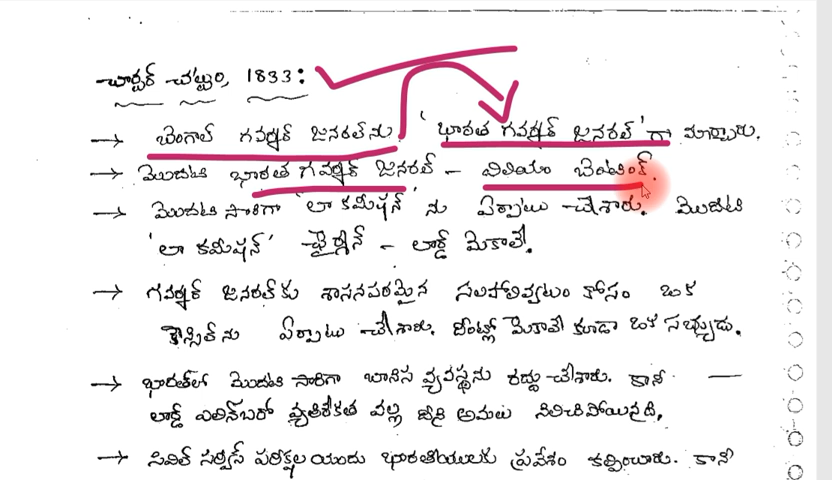 చార్టర్ చట్టం, 1833:
→ బెంగాల్ గవర్నర్ జనరల్‌ను 'భారత గవర్నర్ జనరల్' గా మార్చారు.
→ మొదటి భారత గవర్నర్ జనరల్ – విలియం బెంటింక్.
→ మొదటి సారిగా 'లా కమీషన్' ను ఏర్పాటు చేశారు. మొదటి
'లా కమీషన్' ఛైర్మన్ – లార్డ్ మెకాలే.
→ గవర్నర్ జనరల్‌కు శాసనపరమైన సలహాలివ్వటం కోసం ఒక
కౌన్సిల్‌ను ఏర్పాటు చేశారు. దీంట్లో మెకాలే కూడా ఒక సభ్యుడు.
→ భారత్‌లో మొదటి సారిగా బానిస వ్యవస్థను రద్దు చేశారు. కానీ —
లార్డ్ ఎలిన్‌బరో వ్యతిరేకత వల్ల ఇది అమలు నిలిచిపోయినది.
→ సివిల్ సర్వీస్ పరీక్షలయందు భారతీయులకు ప్రవేశం కల్పించారు. కానీ